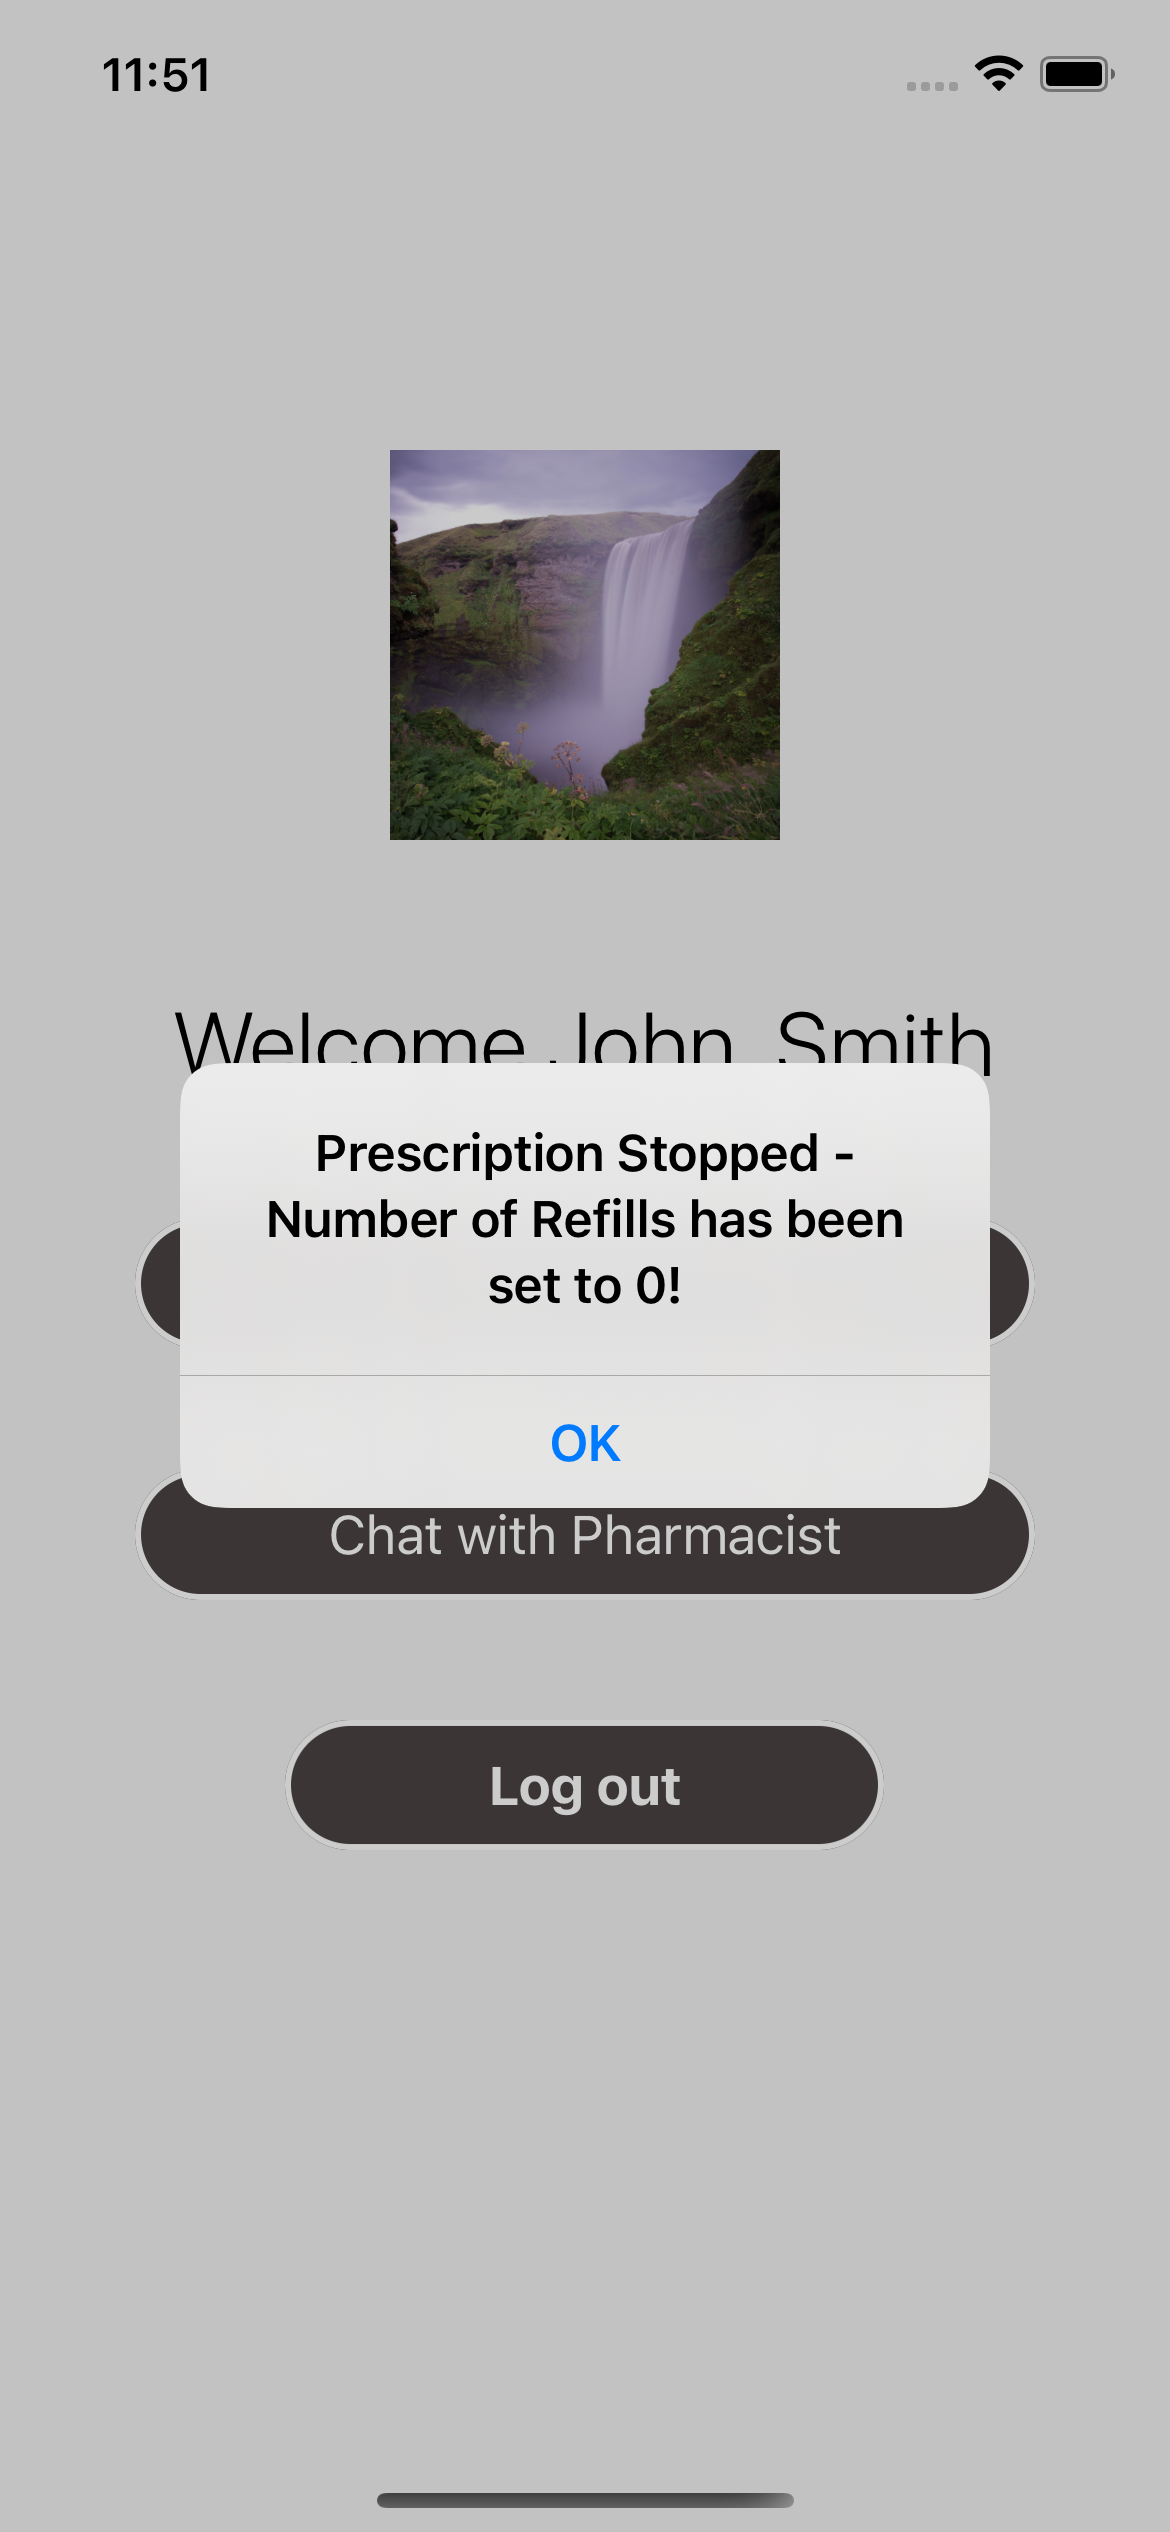 11:51
Welcome John, Smith
Prescription Stopped -
Number of Refills has been
set to 0!
OK
Chat with Pharmacist
Log out